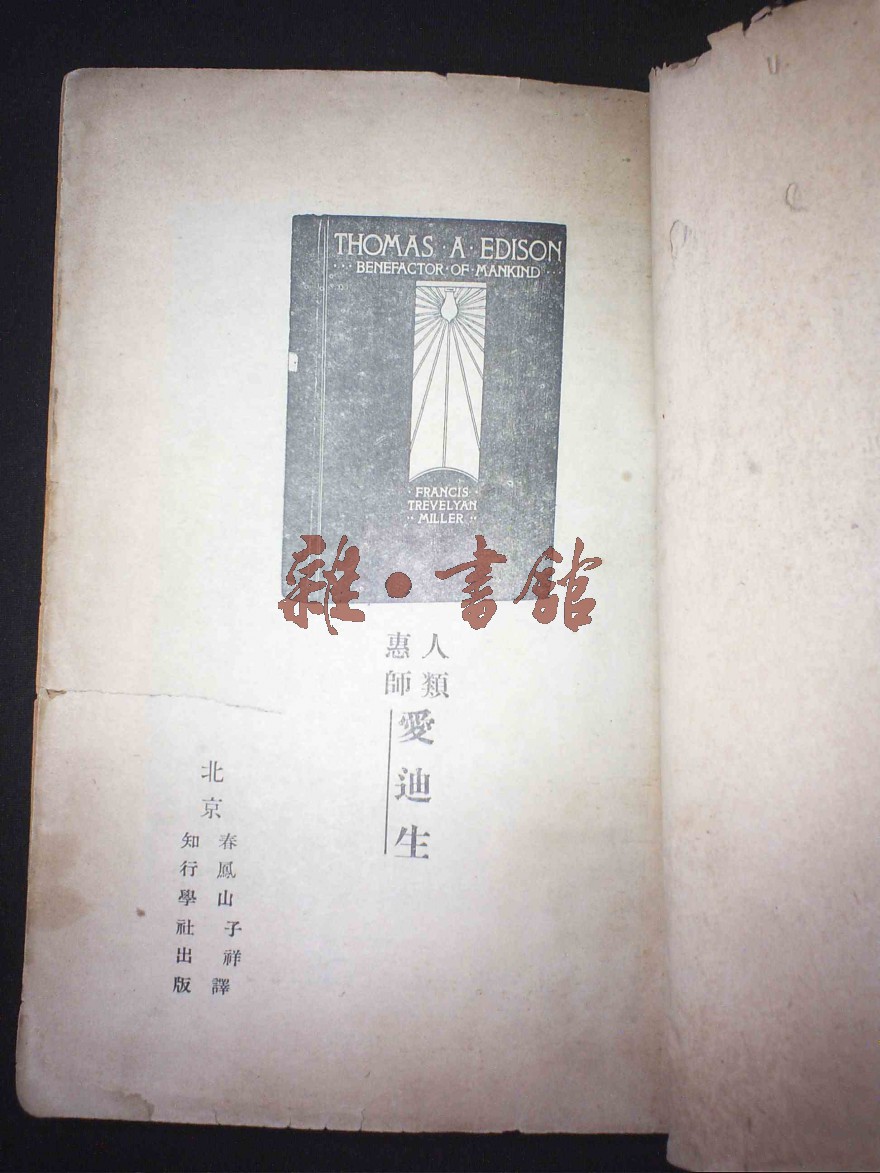 THOMAS · A · EDISON
··· BENEFACTOR · OF · MANKIND ···
· FRANCIS ·
TREVELYAN
·· MILLER ··
雜·書館
人類
惠師
愛迪生
北京
春鳳山子祥譯
知行學社出版